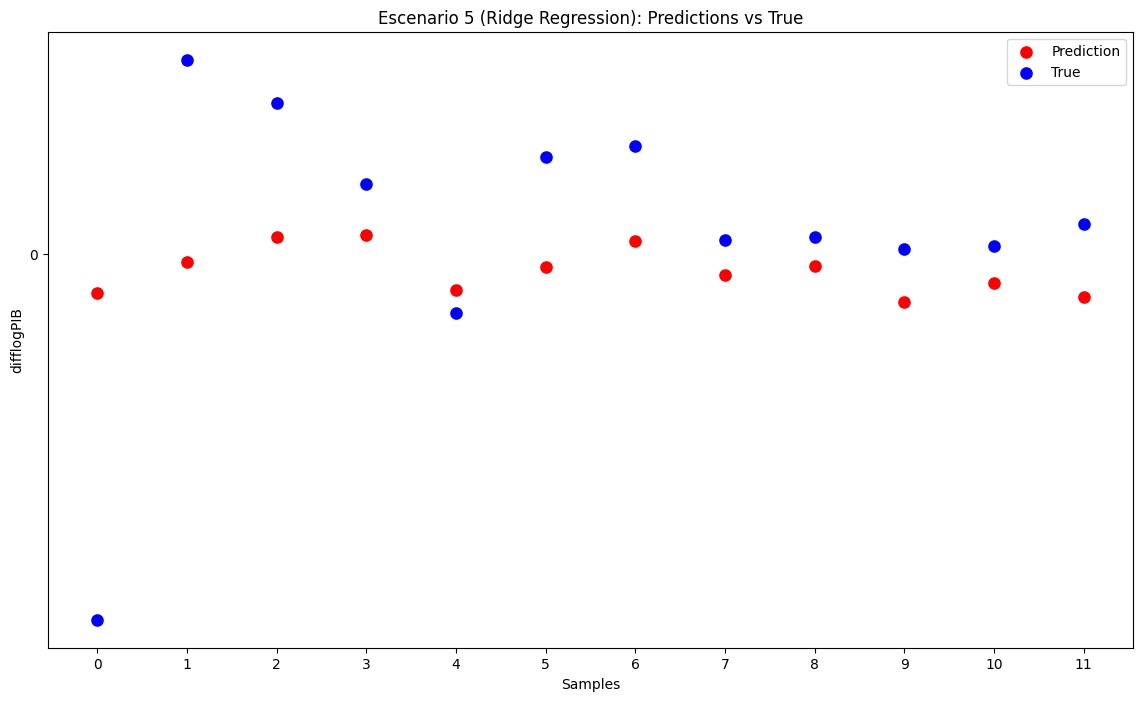 Escenario 5 (Ridge Regression): Predictions vs True
Prediction
True
difflogPIB
0
0 1 2 3 4 5 6 7 8 9 10 11
Samples